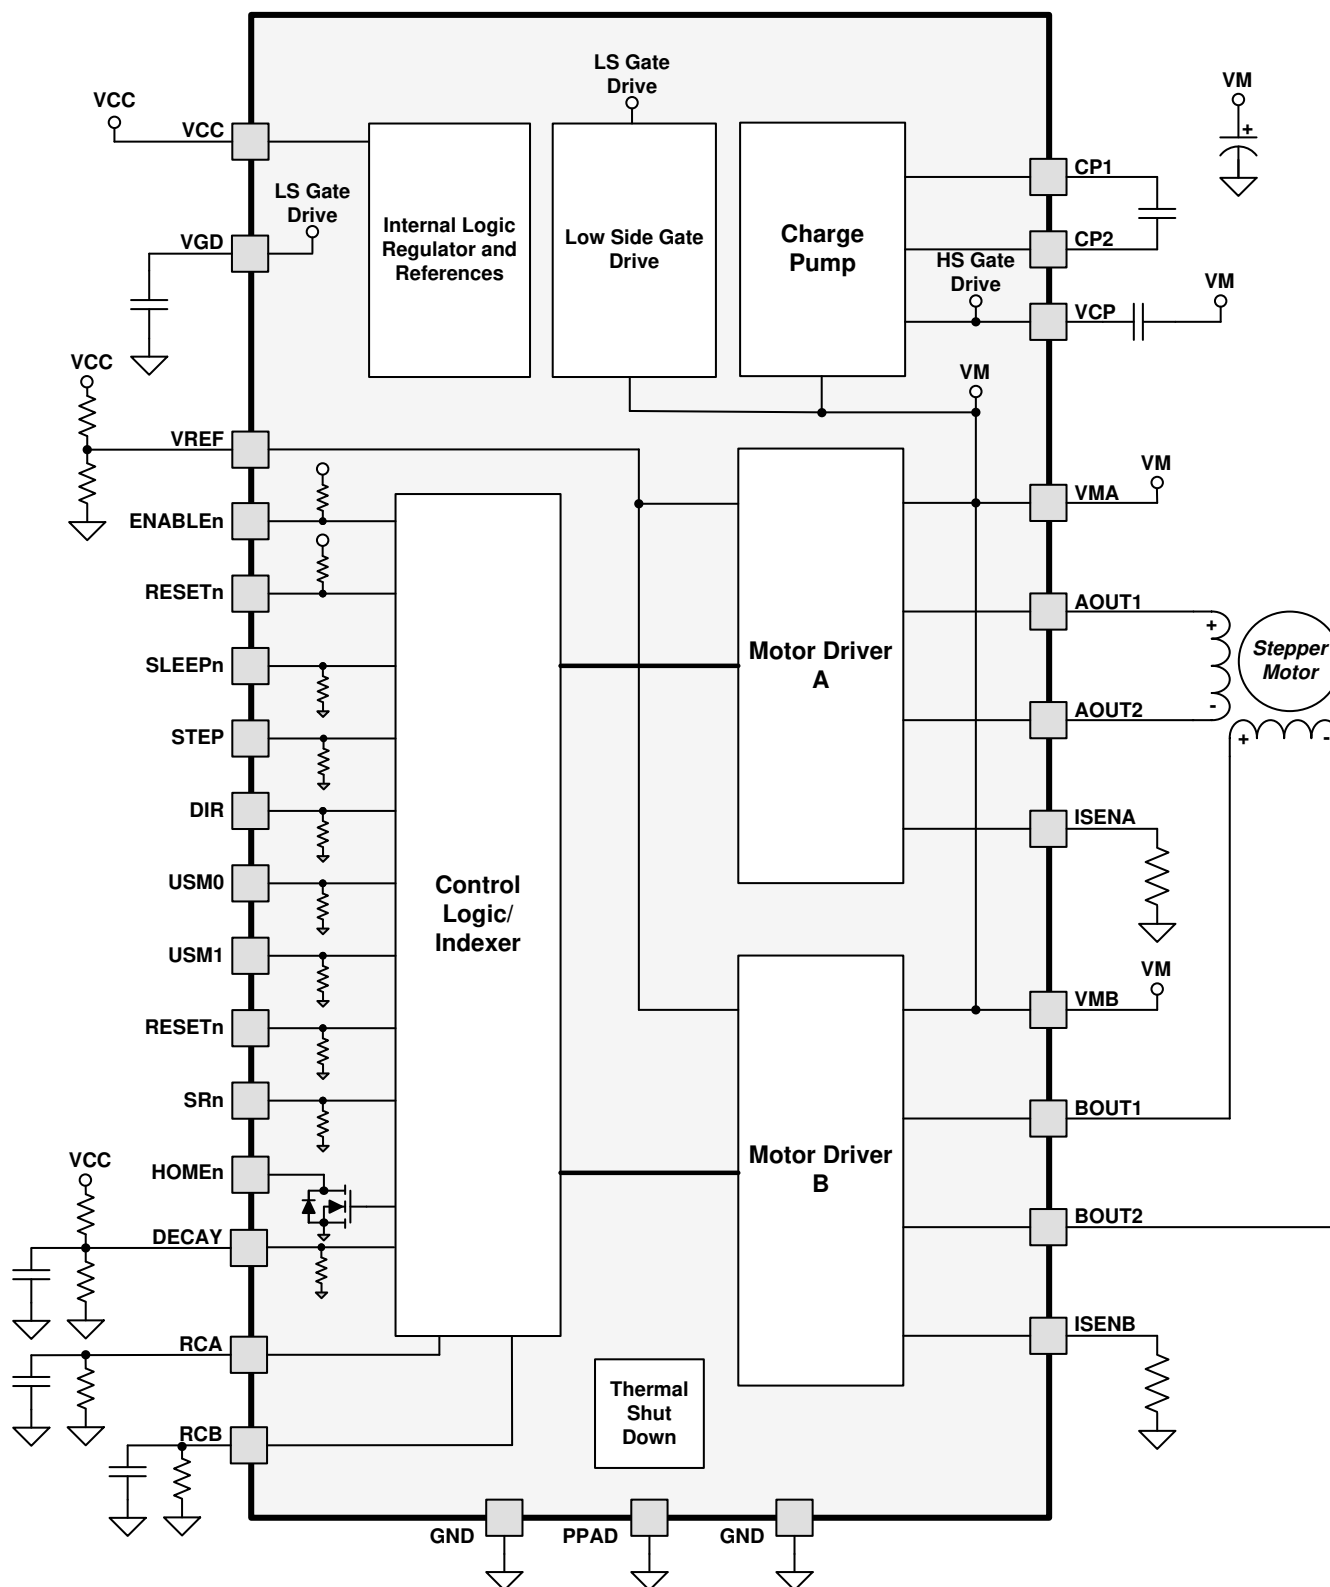 LS Gate
Drive
VCC
VCC
VM
LS Gate
Drive
VGD
Internal Logic
Regulator and
References
Low Side Gate
Drive
Charge
Pump
CP1
CP2
HS Gate
Drive
VCP
VM
VCC
VM
VREF
ENABLEn
RESETn
SLEEPn
STEP
DIR
USM0
USM1
RESETn
SRn
HOMEn
VCC
DECAY
RCA
RCB
Control
Logic/
Indexer
Motor Driver
A
Motor Driver
B
Thermal
Shut
Down
VM
VMA
AOUT1
+
Stepper
Motor
-
AOUT2
+
-
ISENA
VM
VMB
BOUT1
BOUT2
ISENB
GND
PPAD
GND
+